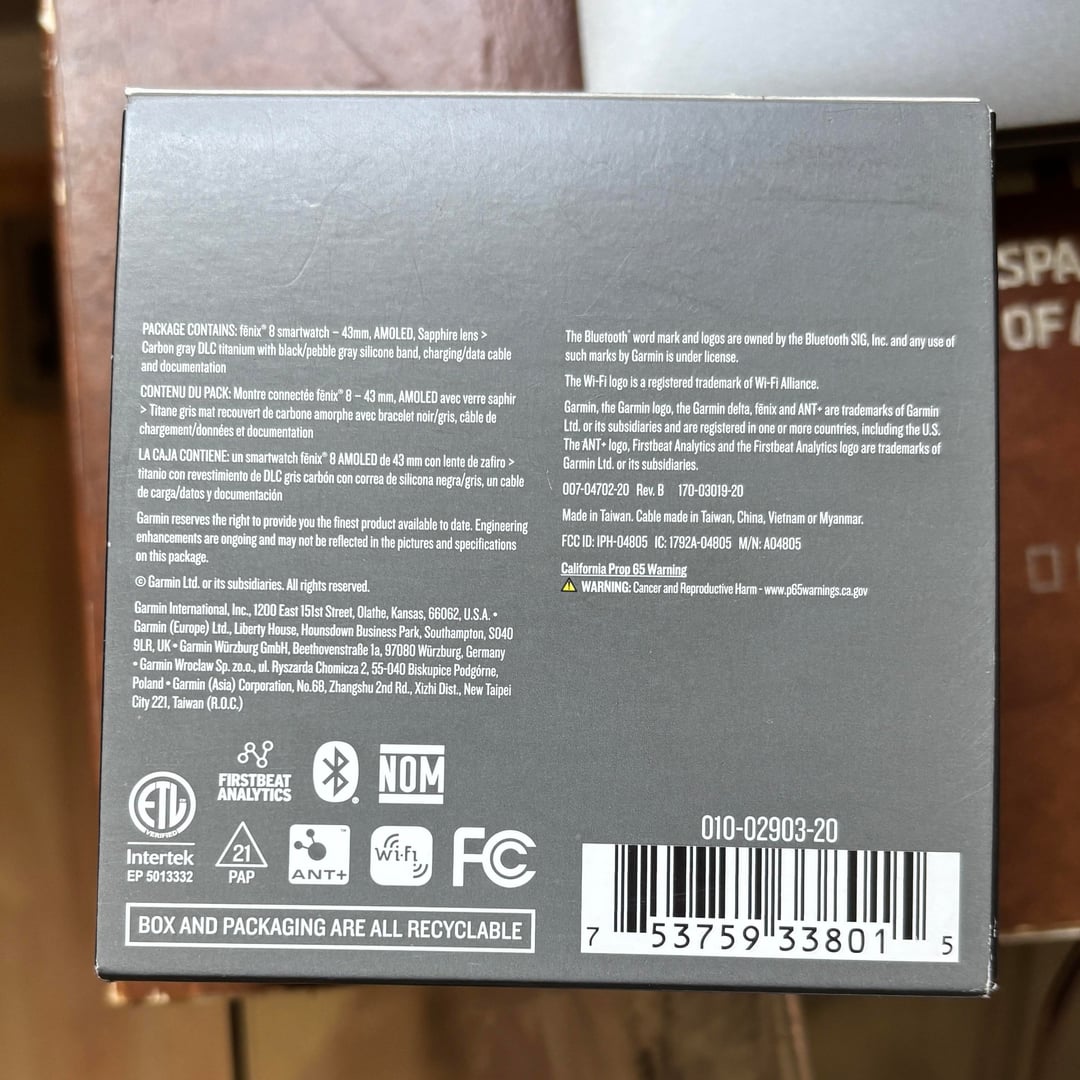 PACKAGE CONTAINS: fēnix® 8 smartwatch – 43mm, AMOLED, Sapphire lens >
Carbon gray DLC titanium with black/pebble gray silicone band, charging/data cable
and documentation
CONTENU DU PACK: Montre connectée fēnix® 8 – 43 mm, AMOLED avec verre saphir
> Titane gris mat recouvert de carbone amorphe avec bracelet noir/gris, câble de
chargement/données et documentation
LA CAJA CONTIENE: un smartwatch fēnix® 8 AMOLED de 43 mm con lente de zafiro >
titanio con revestimiento de DLC gris carbón con correa de silicona negra/gris, un cable
de carga/datos y documentación
Garmin reserves the right to provide you the finest product available to date. Engineering
enhancements are ongoing and may not be reflected in the pictures and specifications
on this package.
© Garmin Ltd. or its subsidiaries. All rights reserved.
Garmin International, Inc., 1200 East 151st Street, Olathe, Kansas, 66062, U.S.A. •
Garmin (Europe) Ltd., Liberty House, Hounsdown Business Park, Southampton, SO40
9LR, UK • Garmin Würzburg GmbH, Beethovenstraße 1a, 97080 Würzburg, Germany
• Garmin Wrocław Sp. zo.o., ul. Ryszarda Chomicza 2, 55-040 Biskupice Podgórne,
Poland • Garmin (Asia) Corporation, No.68, Zhangshu 2nd Rd., Xizhi Dist., New Taipei
City 221, Taiwan (R.O.C.)
The Bluetooth® word mark and logos are owned by the Bluetooth SIG, Inc. and any use of
such marks by Garmin is under license.
The Wi-Fi logo is a registered trademark of Wi-Fi Alliance.
Garmin, the Garmin logo, the Garmin delta, fēnix and ANT+ are trademarks of Garmin
Ltd. or its subsidiaries and are registered in one or more countries, including the U.S.
The ANT+ logo, Firstbeat Analytics and the Firstbeat Analytics logo are trademarks of
Garmin Ltd. or its subsidiaries.
007-04702-20 Rev. B 170-03019-20
Made in Taiwan. Cable made in Taiwan, China, Vietnam or Myanmar.
FCC ID: IPH-04805 IC: 1792A-04805 M/N: A04805
California Prop 65 Warning
WARNING: Cancer and Reproductive Harm - www.p65warnings.ca.gov
ETL
VERIFIED
Intertek
EP 5013332
FIRSTBEAT
ANALYTICS
NOM
21
PAP
ANT+™
Wi-Fi
FC
BOX AND PACKAGING ARE ALL RECYCLABLE
010-02903-20
7 53759 33801 5
SPA
OF